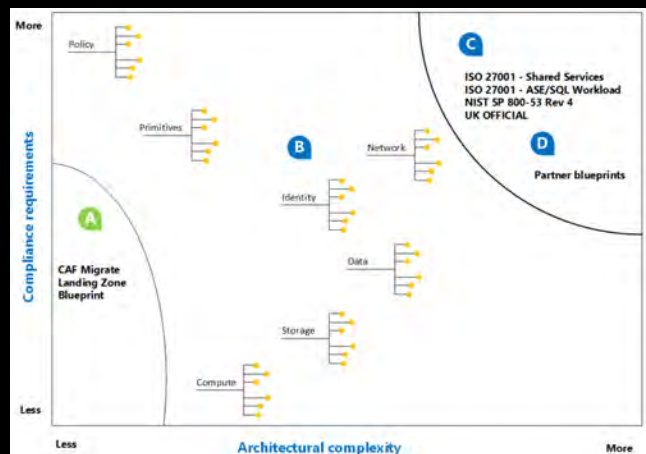 More
Policy
C
ISO 27001 - Shared Services
ISO 27001 - ASE/SQL Workload
NIST SP 800-53 Rev 4
UK OFFICIAL
Primitives
B
Network
D
Partner blueprints
Identity
A
CAF Migrate
Landing Zone
Blueprint
Data
Storage
Compute
Compliance requirements
Less
Less
Architectural complexity
More